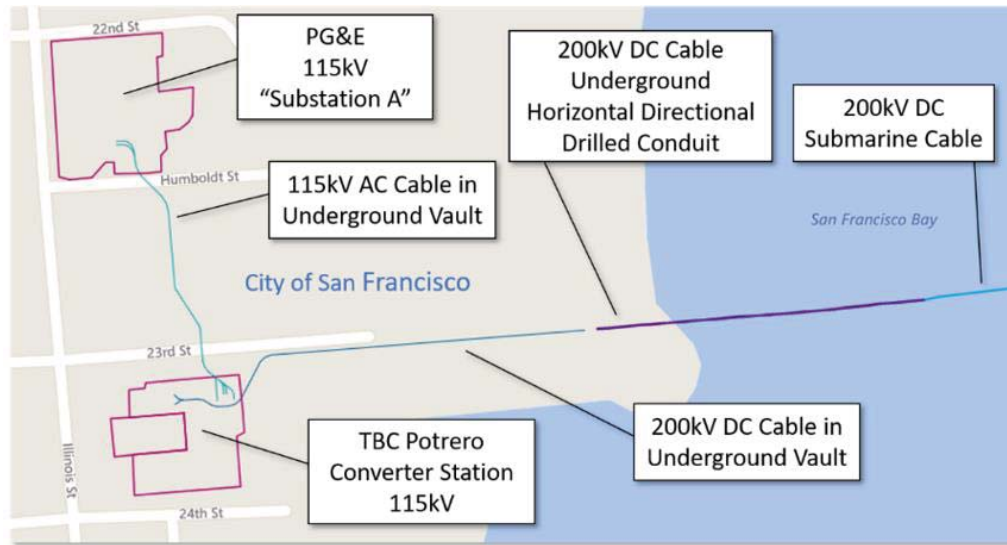 22nd St
PG&E
115kV
“Substation A”
200kV DC Cable
Underground
Horizontal Directional
Drilled Conduit
200kV DC
Submarine Cable
Humboldt St
115kV AC Cable in
Underground Vault
San Francisco Bay
City of San Francisco
23rd St
Illinois St
TBC Potrero
Converter Station
115kV
200kV DC Cable in
Underground Vault
24th St